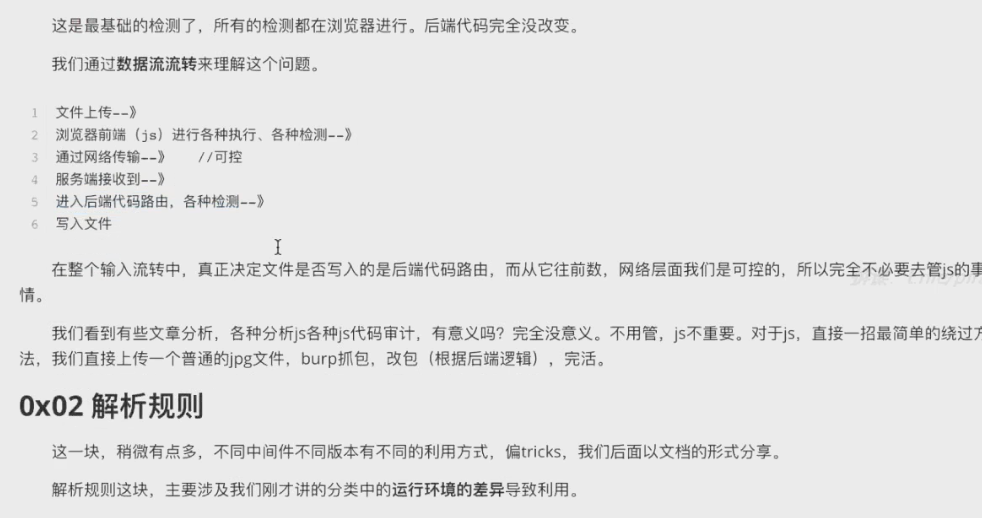 这是最基础的检测了，所有的检测都在浏览器进行。后端代码完全没改变。
我们通过数据流流转来理解这个问题。
1 文件上传--》
2 浏览器前端（js）进行各种执行、各种检测--》
3 通过网络传输--》 //可控
4 服务端接收到--》
5 进入后端代码路由，各种检测--》
6 写入文件
在整个输入流转中，真正决定文件是否写入的是后端代码路由，而从它往前数，网络层面我们是可控的，所以完全不必要去管js的事
情。
我们看到有些文章分析，各种分析js各种js代码审计，有意义吗？完全没意义。不用管，js不重要。对于js，直接一招最简单的绕过方
法，我们直接上传一个普通的jpg文件，burp抓包，改包（根据后端逻辑），完活。
0x02 解析规则
这一块，稍微有点多，不同中间件不同版本有不同的利用方式，偏tricks，我们后面以文档的形式分享。
解析规则这块，主要涉及我们刚才讲的分类中的运行环境的差异导致利用。